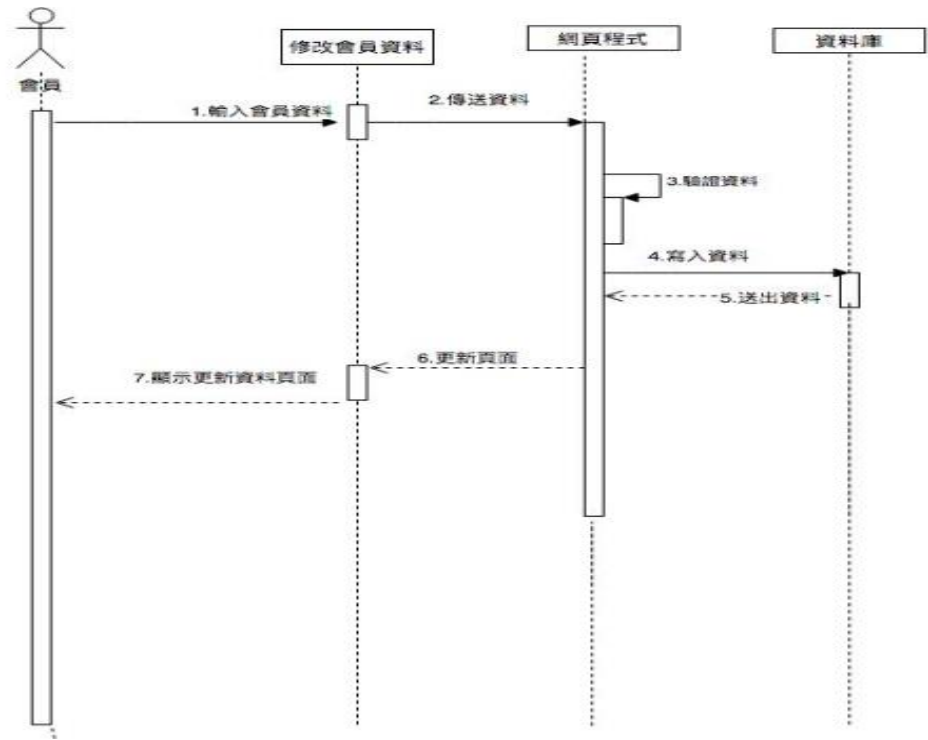 會員
修改會員資料
網頁程式
資料庫
1.輸入會員資料
2.傳送資料
3.驗證資料
4.寫入資料
5.送出資料
6.更新頁面
7.顯示更新資料頁面